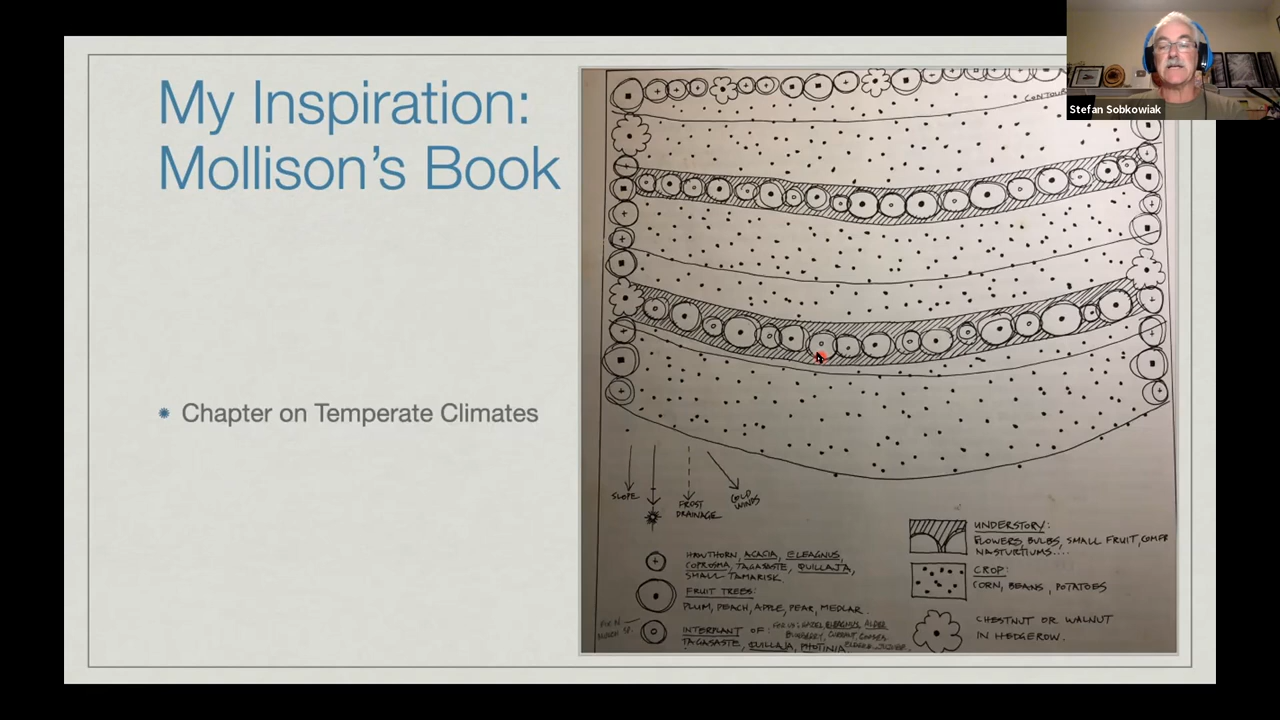 My Inspiration:
Mollison's Book
Chapter on Temperate Climates
Stefan Sobkowiak
CONTOUR
SLOPE
FROST
DRAINAGE
COLD
WINDS
HAWTHORN, ACACIA, ELEAGNUS,
COPROSMA, TAGASASTE, QUILLAJA,
SMALL TAMARISK
FRUIT TREES:
PLUM, PEACH, APPLE, PEAR, MEDLAR.
INTERPLANT OF:
TAGASASTE, QUILLAJA, PHOTINIA
UNDERSTORY:
FLOWERS, BULBS, SMALL FRUIT, COMFR
NASTURTIUMS....
CROP:
CORN, BEANS, POTATOES
CHESTNUT OR WALNUT
IN HEDGEROW.